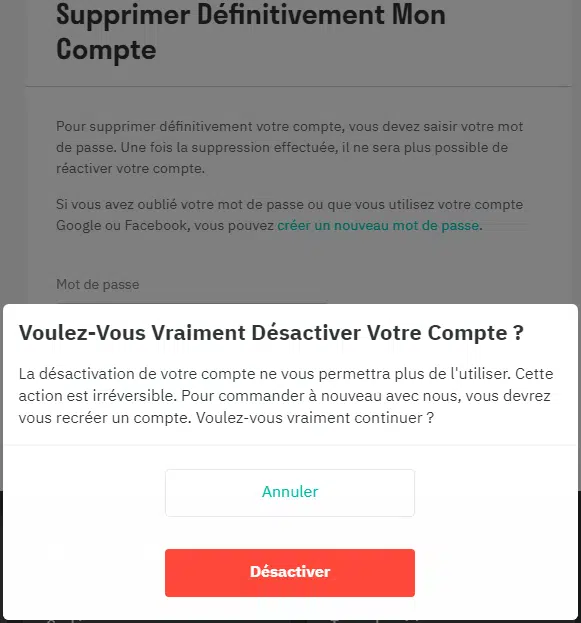 Supprimer Définitivement Mon
Compte
Pour supprimer définitivement votre compte, vous devez saisir votre mot
de passe. Une fois la suppression effectuée, il ne sera plus possible de
réactiver votre compte.
Si vous avez oublié votre mot de passe ou que vous utilisez votre compte
Google ou Facebook, vous pouvez créer un nouveau mot de passe.
Mot de passe
Voulez-Vous Vraiment Désactiver Votre Compte ?
La désactivation de votre compte ne vous permettra plus de l'utiliser. Cette
action est irréversible. Pour commander à nouveau avec nous, vous devrez
vous recréer un compte. Voulez-vous vraiment continuer ?
Annuler
Désactiver